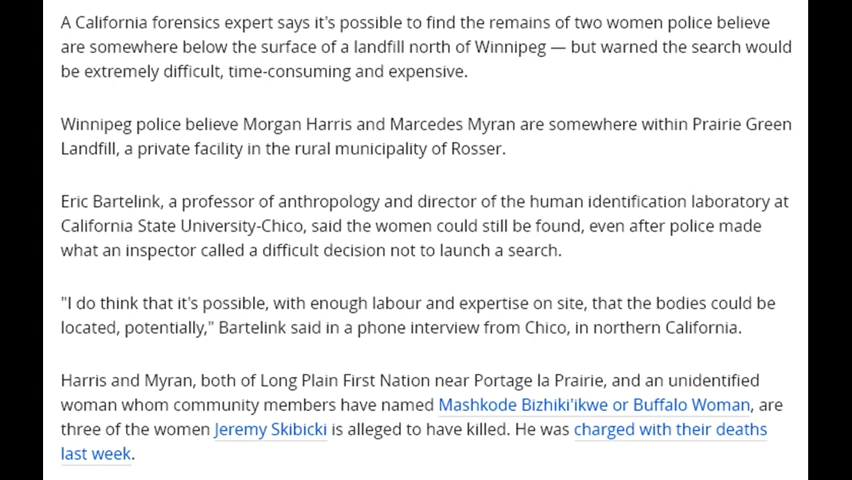 A California forensics expert says it's possible to find the remains of two women police believe
are somewhere below the surface of a landfill north of Winnipeg — but warned the search would
be extremely difficult, time-consuming and expensive.
Winnipeg police believe Morgan Harris and Marcedes Myran are somewhere within Prairie Green
Landfill, a private facility in the rural municipality of Rosser.
Eric Bartelink, a professor of anthropology and director of the human identification laboratory at
California State University-Chico, said the women could still be found, even after police made
what an inspector called a difficult decision not to launch a search.
"I do think that it's possible, with enough labour and expertise on site, that the bodies could be
located, potentially," Bartelink said in a phone interview from Chico, in northern California.
Harris and Myran, both of Long Plain First Nation near Portage la Prairie, and an unidentified
woman whom community members have named Mashkode Bizhiki'ikwe or Buffalo Woman, are
three of the women Jeremy Skibicki is alleged to have killed. He was charged with their deaths
last week.